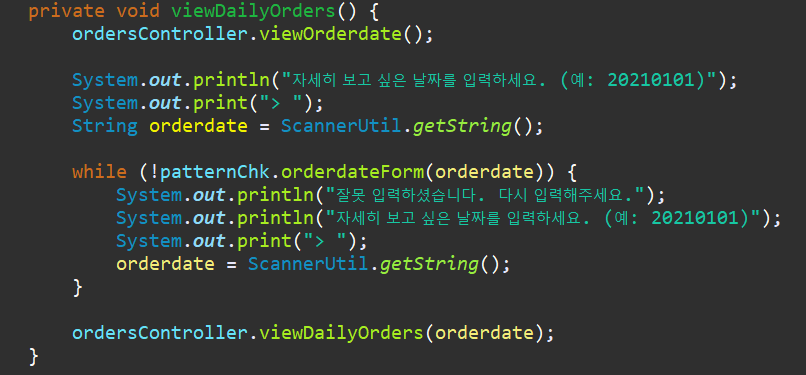 private void viewDailyOrders() {
ordersController.viewOrderdate();
System.out.println("자세히 보고 싶은 날짜를 입력하세요. (예: 20210101)");
System.out.print("> ");
String orderdate = ScannerUtil.getString();
while (!patternChk.orderdateForm(orderdate)) {
System.out.println("잘못 입력하셨습니다. 다시 입력해주세요.");
System.out.println("자세히 보고 싶은 날짜를 입력하세요. (예: 20210101)");
System.out.print("> ");
orderdate = ScannerUtil.getString();
}
ordersController.viewDailyOrders(orderdate);
}